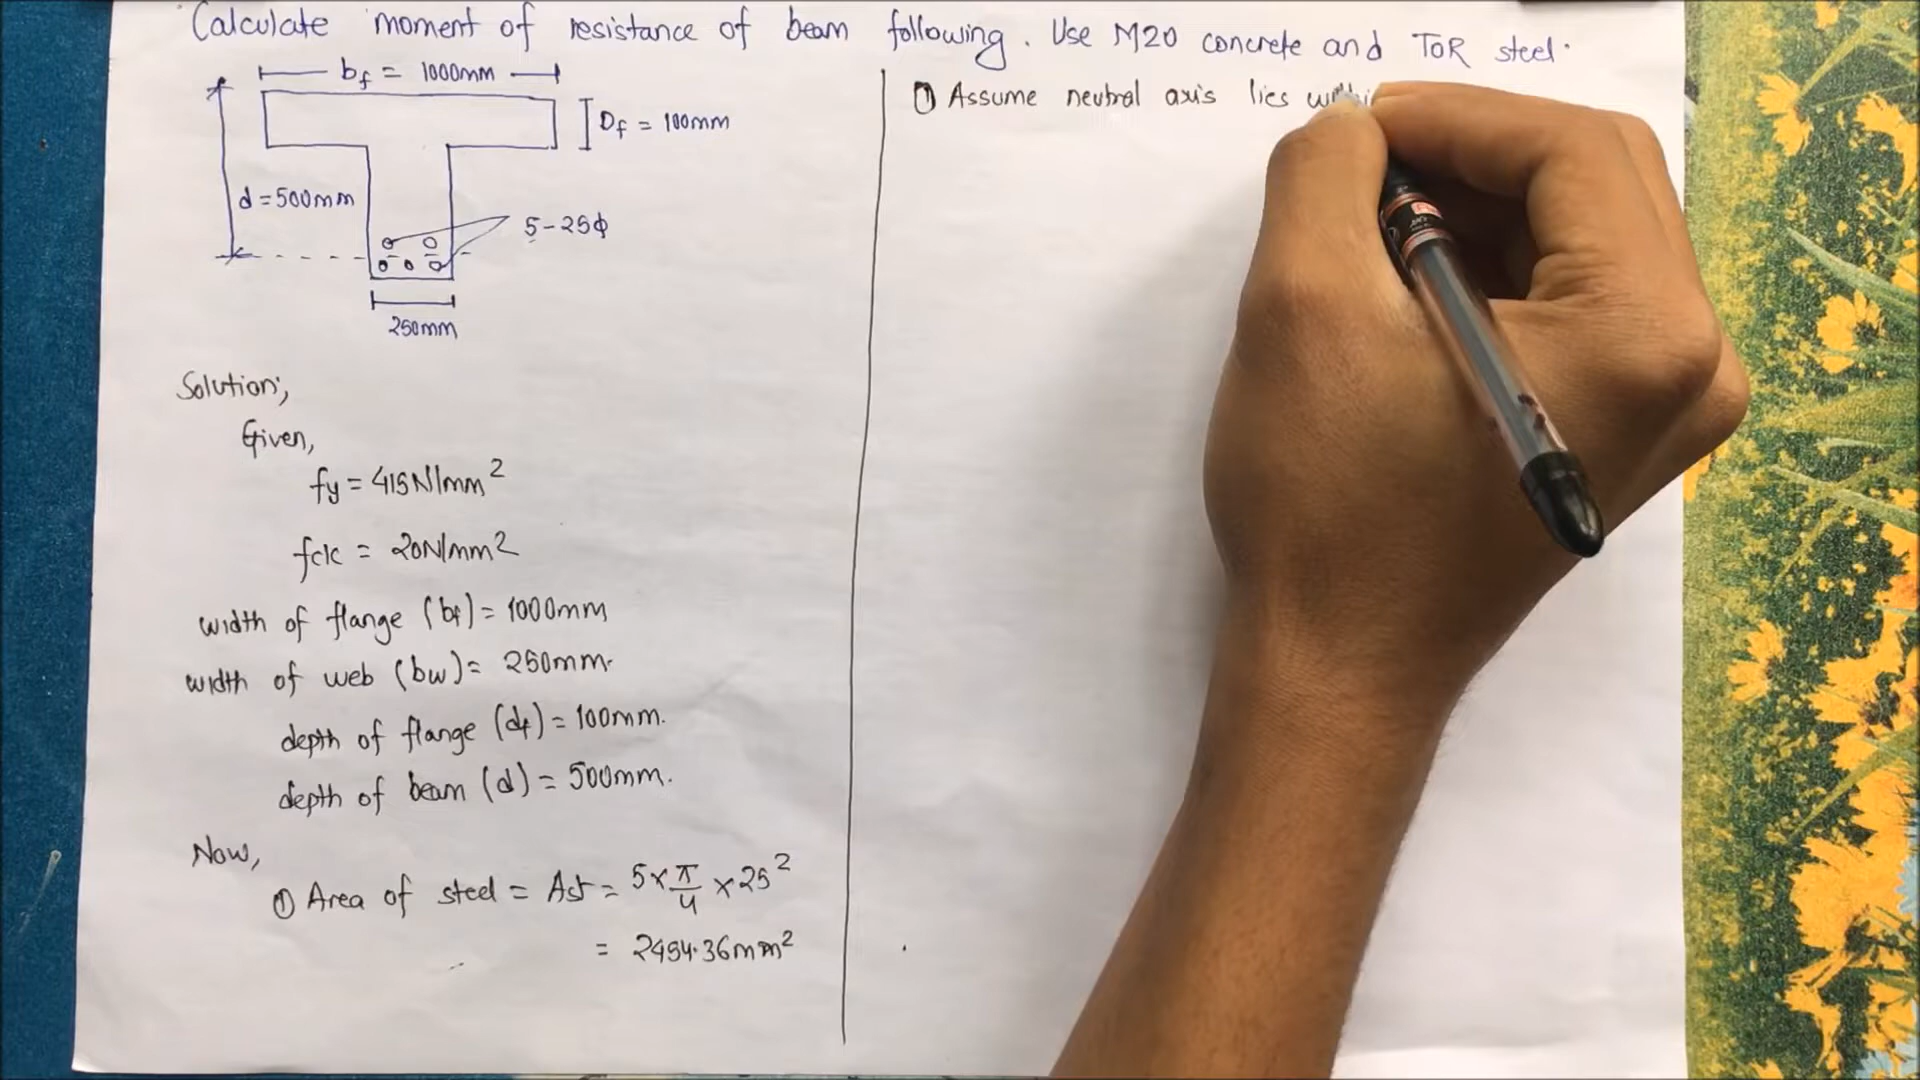 Calculate moment of resistance of beam following. Use M20 concrete and TOR steel.
bf = 1000mm
Df = 100mm
d = 500mm
5-25ϕ
250mm
Solution;
Given,
fy = 415N/mm²
fck = 20N/mm²
width of flange (bf) = 1000mm
width of web (bw) = 250mm.
depth of flange (df) = 100mm.
depth of beam (d) = 500mm.
Now,
① Area of steel = Ast = 5 × π/4 × 25²
= 2454.36mm²
① Assume neutral axis lies withi